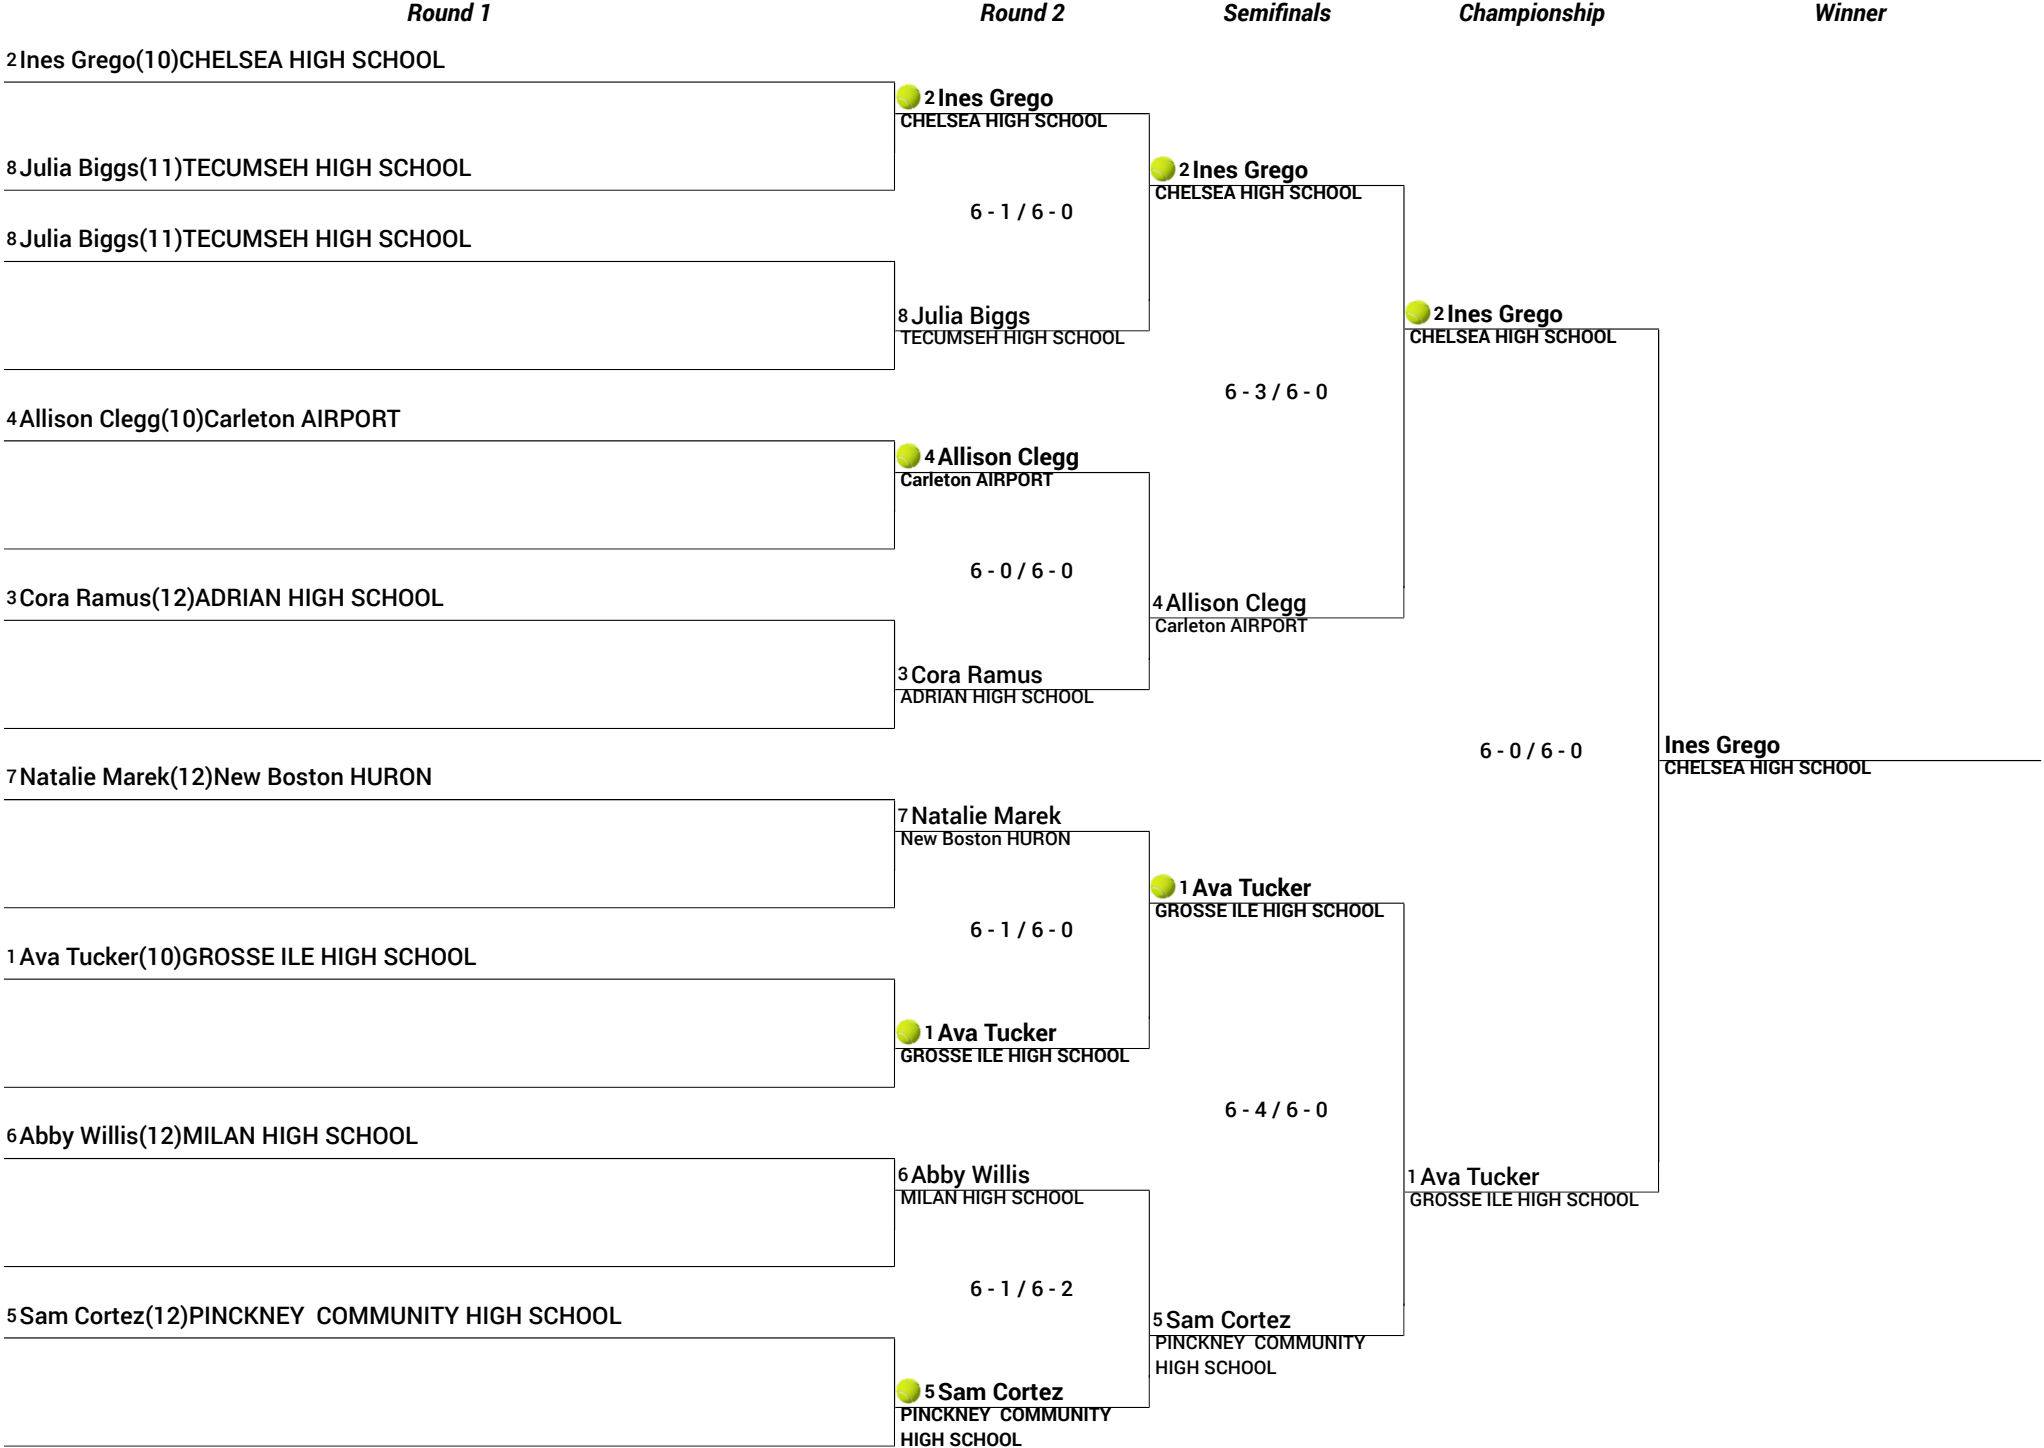 Round 1
Round 2
Semifinals
Championship
Winner
2 Ines Grego(10)CHELSEA HIGH SCHOOL
8 Julia Biggs(11)TECUMSEH HIGH SCHOOL
8 Julia Biggs(11)TECUMSEH HIGH SCHOOL
4 Allison Clegg(10)Carleton AIRPORT
3 Cora Ramus(12)ADRIAN HIGH SCHOOL
7 Natalie Marek(12)New Boston HURON
1 Ava Tucker(10)GROSSE ILE HIGH SCHOOL
6 Abby Willis(12)MILAN HIGH SCHOOL
5 Sam Cortez(12)PINCKNEY  COMMUNITY HIGH SCHOOL
2 Ines Grego
CHELSEA HIGH SCHOOL
6 - 1 / 6 - 0
8 Julia Biggs
TECUMSEH HIGH SCHOOL
4 Allison Clegg
Carleton AIRPORT
6 - 0 / 6 - 0
3 Cora Ramus
ADRIAN HIGH SCHOOL
7 Natalie Marek
New Boston HURON
6 - 1 / 6 - 0
1 Ava Tucker
GROSSE ILE HIGH SCHOOL
6 Abby Willis
MILAN HIGH SCHOOL
6 - 1 / 6 - 2
5 Sam Cortez
PINCKNEY  COMMUNITY
HIGH SCHOOL
2 Ines Grego
CHELSEA HIGH SCHOOL
6 - 3 / 6 - 0
4 Allison Clegg
Carleton AIRPORT
1 Ava Tucker
GROSSE ILE HIGH SCHOOL
6 - 4 / 6 - 0
5 Sam Cortez
PINCKNEY  COMMUNITY
HIGH SCHOOL
2 Ines Grego
CHELSEA HIGH SCHOOL
6 - 0 / 6 - 0
1 Ava Tucker
GROSSE ILE HIGH SCHOOL
Ines Grego
CHELSEA HIGH SCHOOL